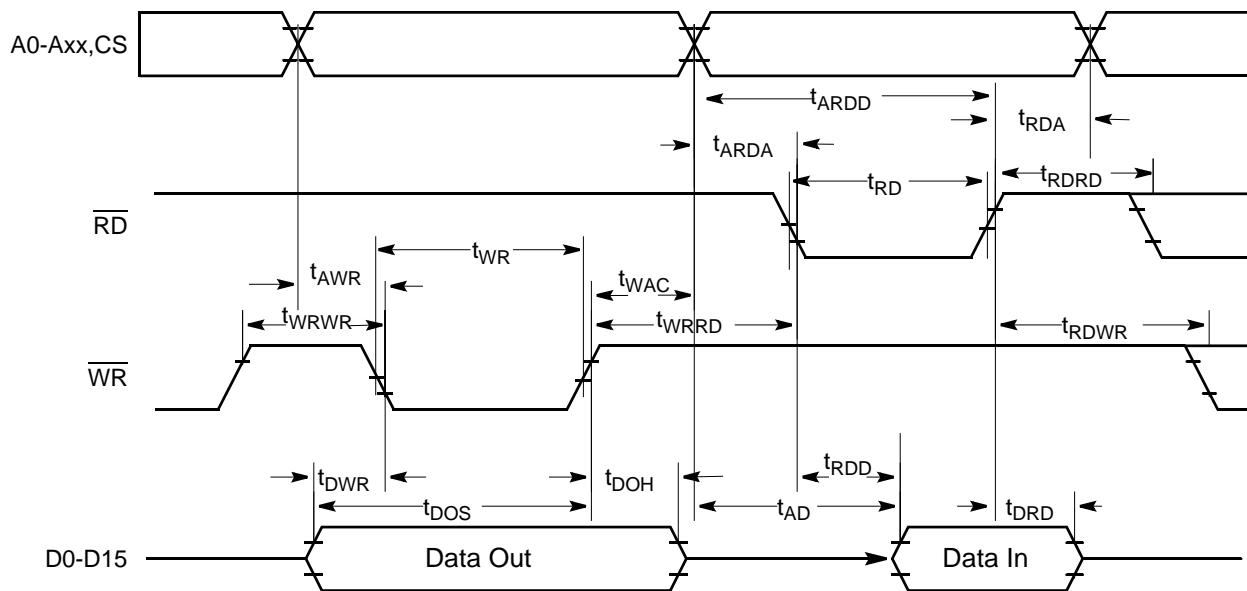 A0-Axx,CS
tARDD
tRDA
tARDA
tRD
tRDRD
RD
tWR
tAWR
tWAC
tWRWR
tWRRD
tRDWR
WR
tRDD
tDWR
tDOH
tDOS
tAD
tDRD
D0-D15
Data Out
Data In